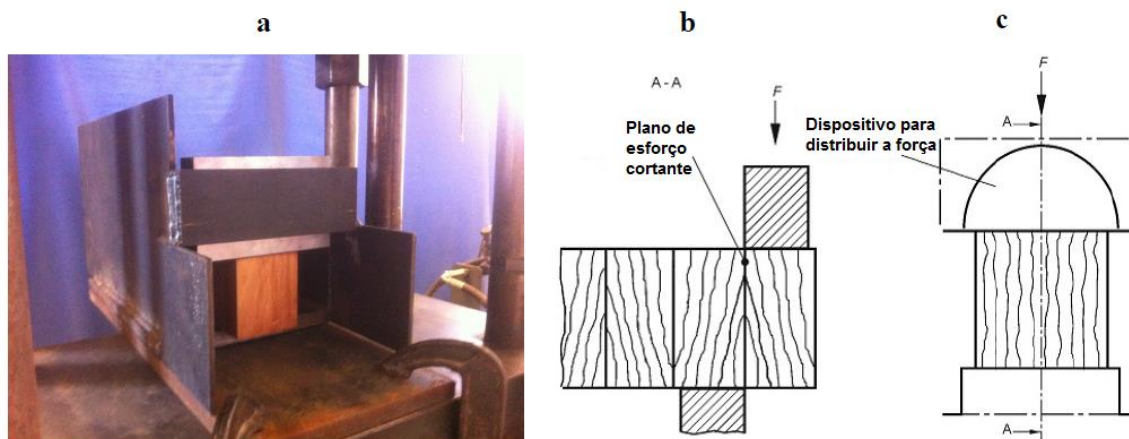 a
b
c
A - A
F
Plano de
esforço
cortante
F
A
Dispositivo para
distribuir a força
A